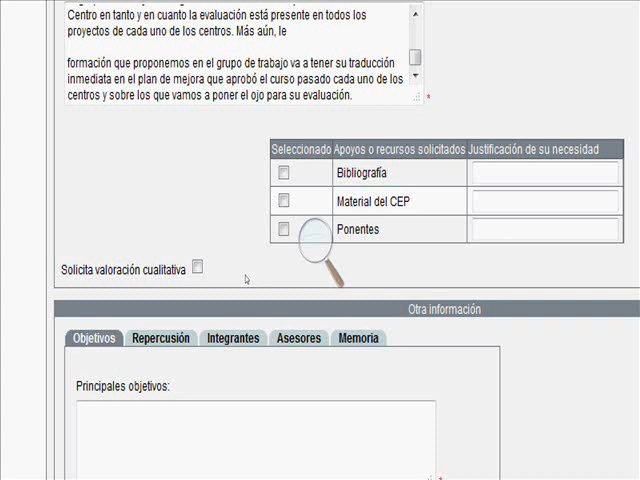 Centro en tanto y en cuanto la evaluación está presente en todos los
proyectos de cada uno de los centros. Más aún, le
formación que proponemos en el grupo de trabajo va a tener su traducción
inmediata en el plan de mejora que aprobó el curso pasado cada uno de los
centros y sobre los que vamos a poner el ojo para su evaluación.
*
Seleccionado Apoyos o recursos solicitados Justificación de su necesidad
Bibliografía
Material del CEP
Ponentes
Solicita valoración cualitativa
Otra información
Objetivos Repercusión Integrantes Asesores Memoria
Principales objetivos:
*